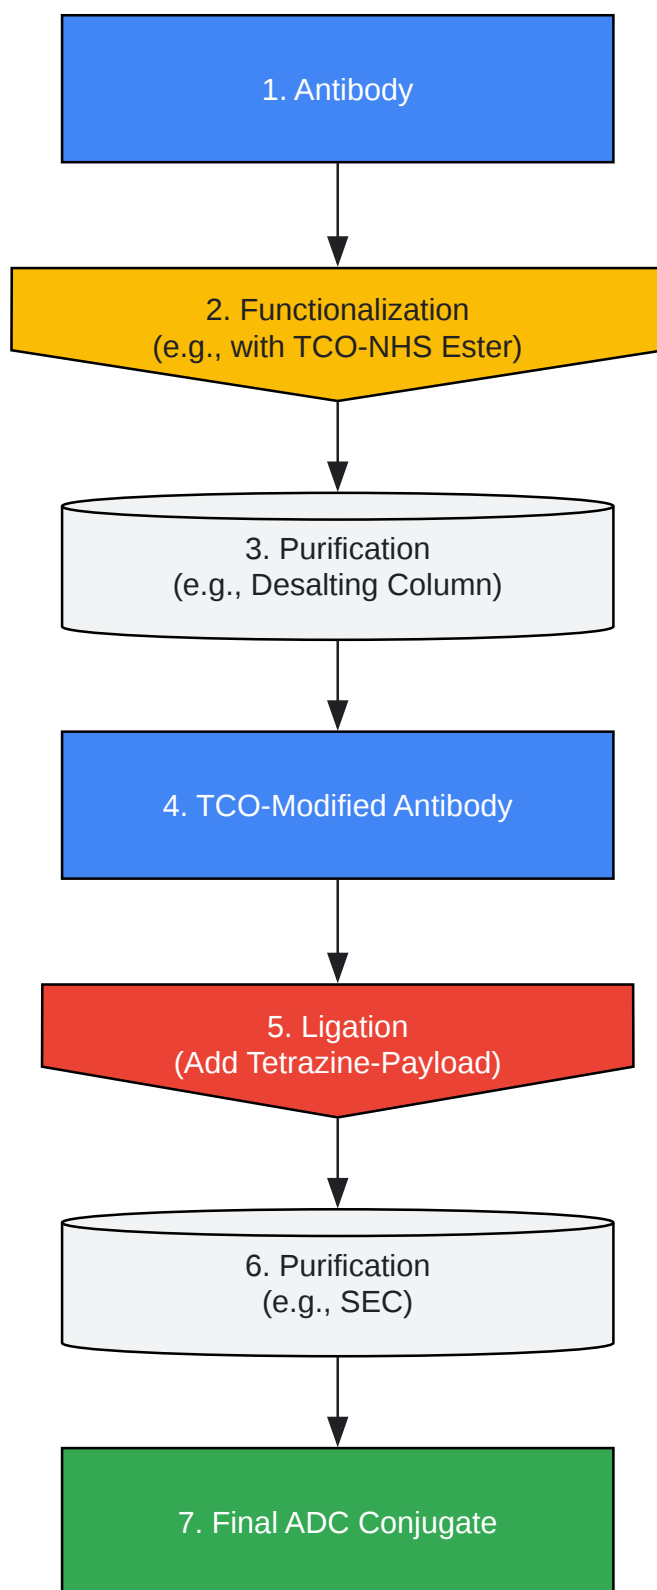 1. Antibody
2. Functionalization
(e.g., with TCO-NHS Ester)
3. Purification
(e.g., Desalting Column)
4. TCO-Modified Antibody
5. Ligation
(Add Tetrazine-Payload)
6. Purification
(e.g., SEC)
7. Final ADC Conjugate